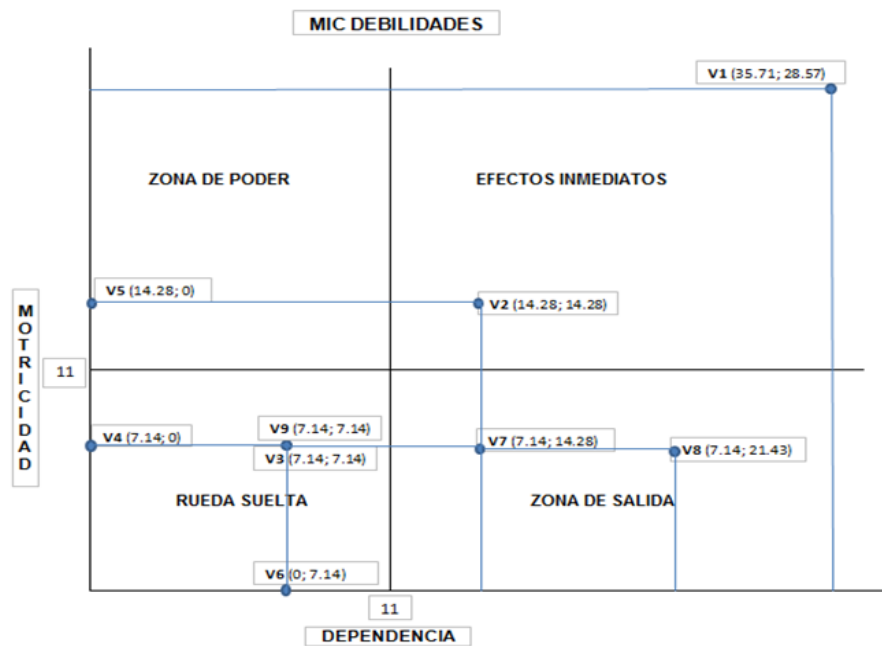 MIC DEBILIDADES
V1 (35.71; 28.57)
ZONA DE PODER
EFECTOS INMEDIATOS
V5 (14.28; 0)
V2 (14.28; 14.28)
MOTRICIDAD
11
V4 (7.14; 0)
V9 (7.14; 7.14)
V3 (7.14; 7.14)
V7 (7.14; 14.28)
V8 (7.14; 21.43)
RUEDA SUELTA
ZONA DE SALIDA
V6 (0; 7.14)
11
DEPENDENCIA